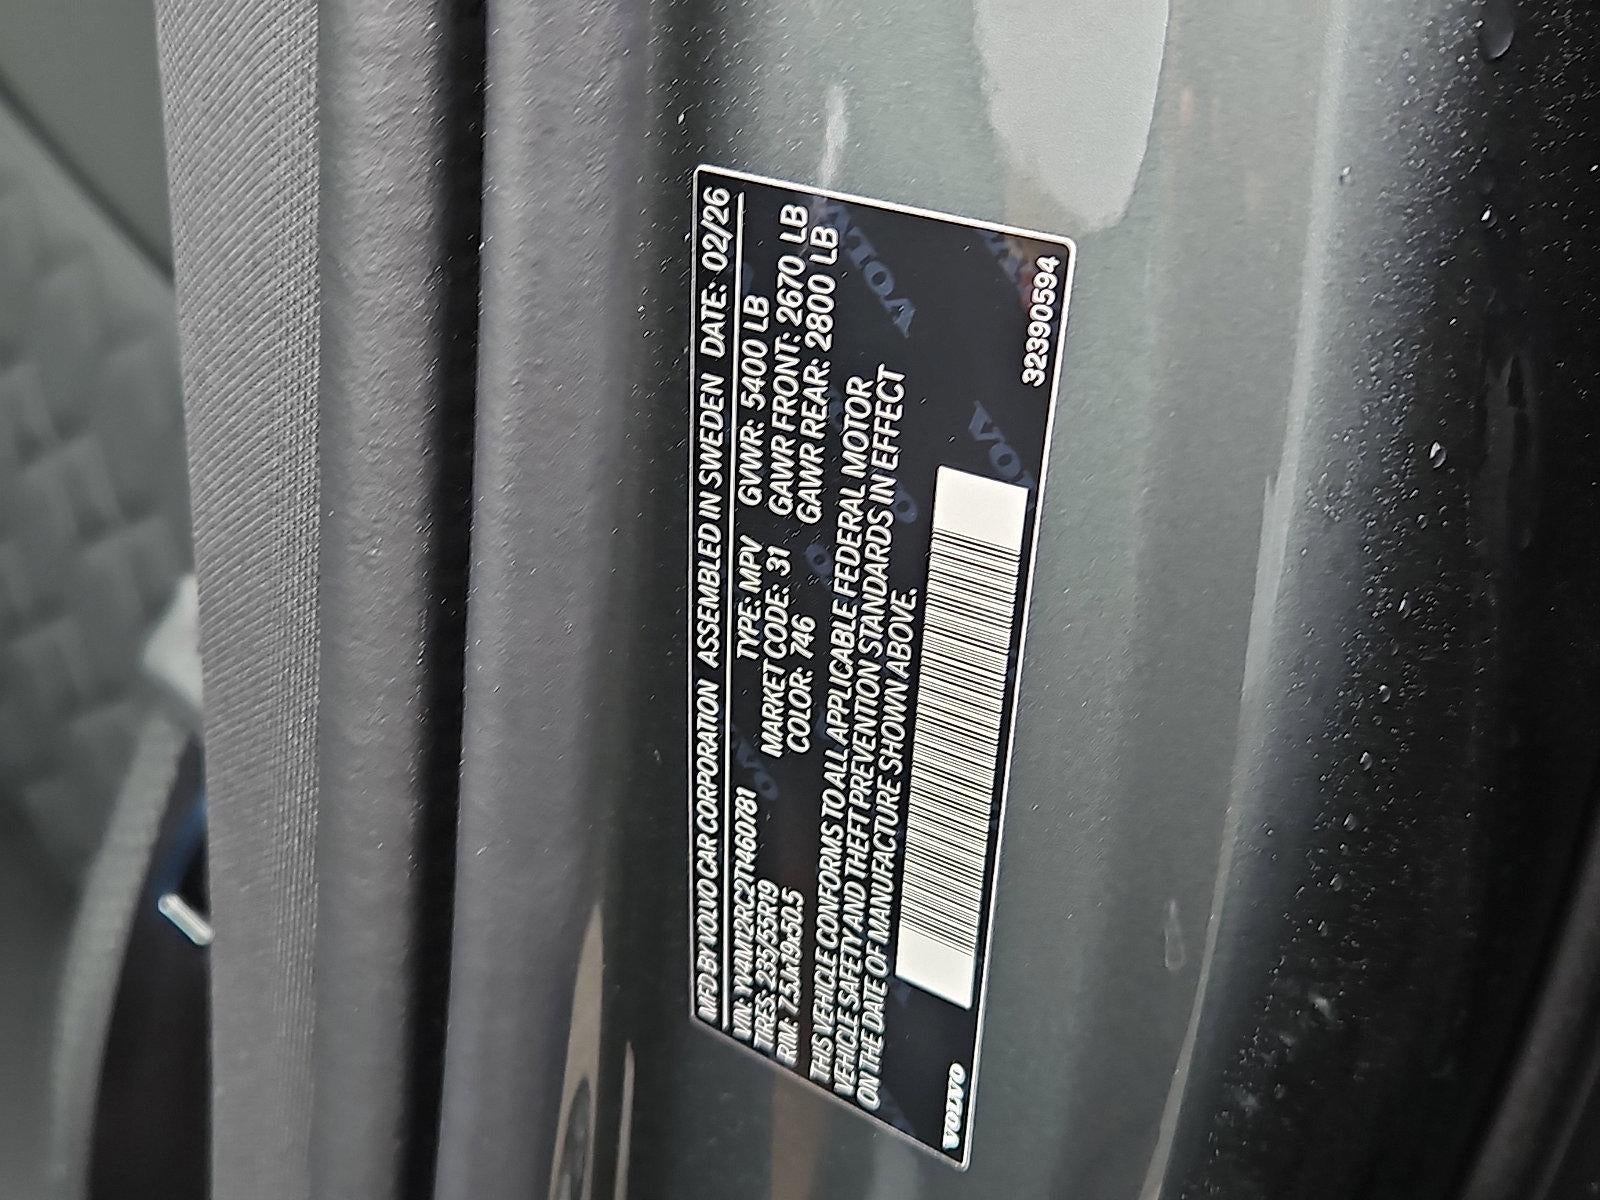 MFD BY VOLVO CAR CORPORATION ASSEMBLED IN SWEDEN DATE: 02/26
VIN: YV4M12RC2T1460781 TYPE: MPV GVWR: 5400 LB
TIRES: 235/55R19 MARKET CODE: 31 GAWR FRONT: 2670 LB
RIM: 7.5Jx19x50.5 COLOR: 746 GAWR REAR: 2800 LB
THIS VEHICLE CONFORMS TO ALL APPLICABLE FEDERAL MOTOR
VEHICLE SAFETY AND THEFT PREVENTION STANDARDS IN EFFECT
ON THE DATE OF MANUFACTURE SHOWN ABOVE.
VOLVO 32390594